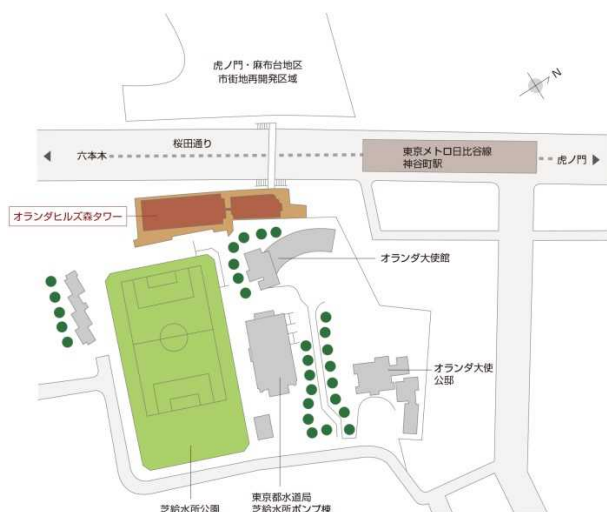 虎ノ門・麻布台地区
市街地再開発区域
N
桜田通り
六本木
東京メトロ日比谷線
神谷町駅
虎ノ門
オランダヒルズ森タワー
オランダ大使館
オランダ大使
公邸
芝給水所公園
東京都水道局
芝給水所ポンプ棟